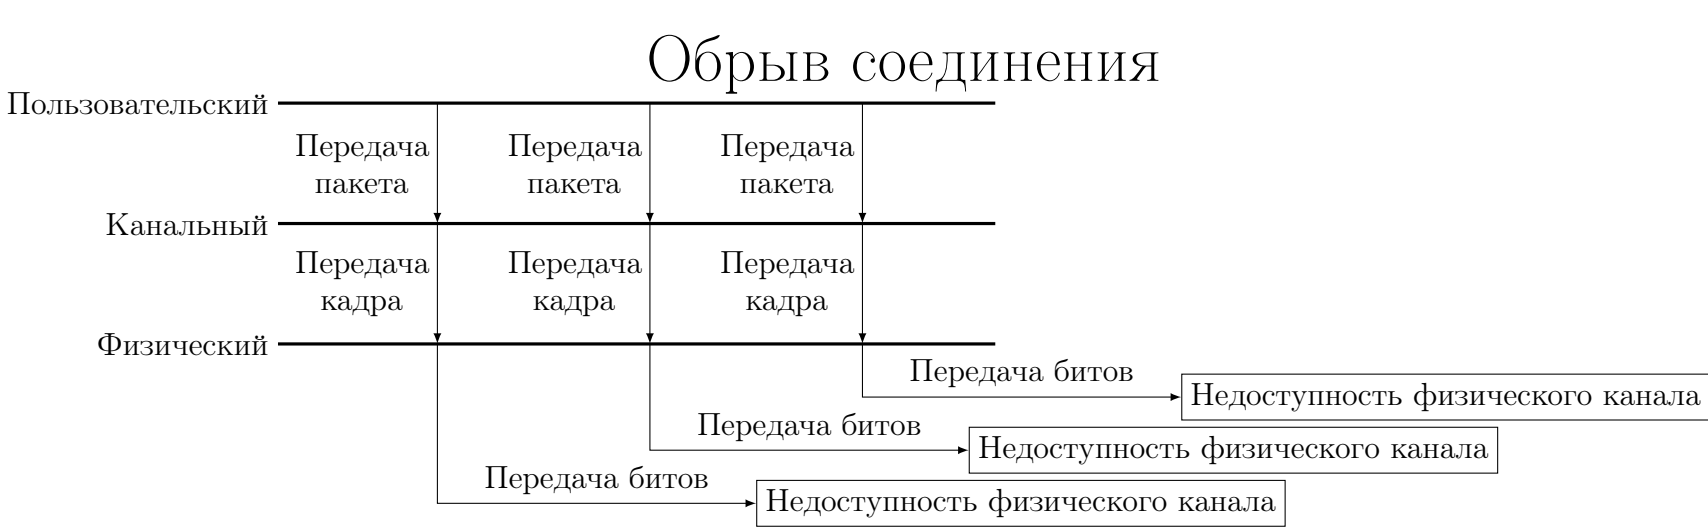 Обрыв соединения
Пользовательский
Передача
пакета
Передача
пакета
Передача
пакета
Канальный
Передача
кадра
Передача
кадра
Передача
кадра
Физический
Передача битов
Недоступность физического канала
Передача битов
Недоступность физического канала
Передача битов
Недоступность физического канала